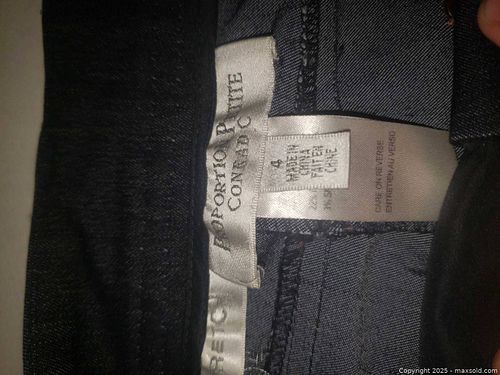 PROPORTION PETITE
CONRAD C
STRETCH
4
MADE IN
CHINA
FAIT EN
CHINE
CARE ON REVERSE
ENTRETIEN AU VERSO
Copyright 2025 - maxsold.com